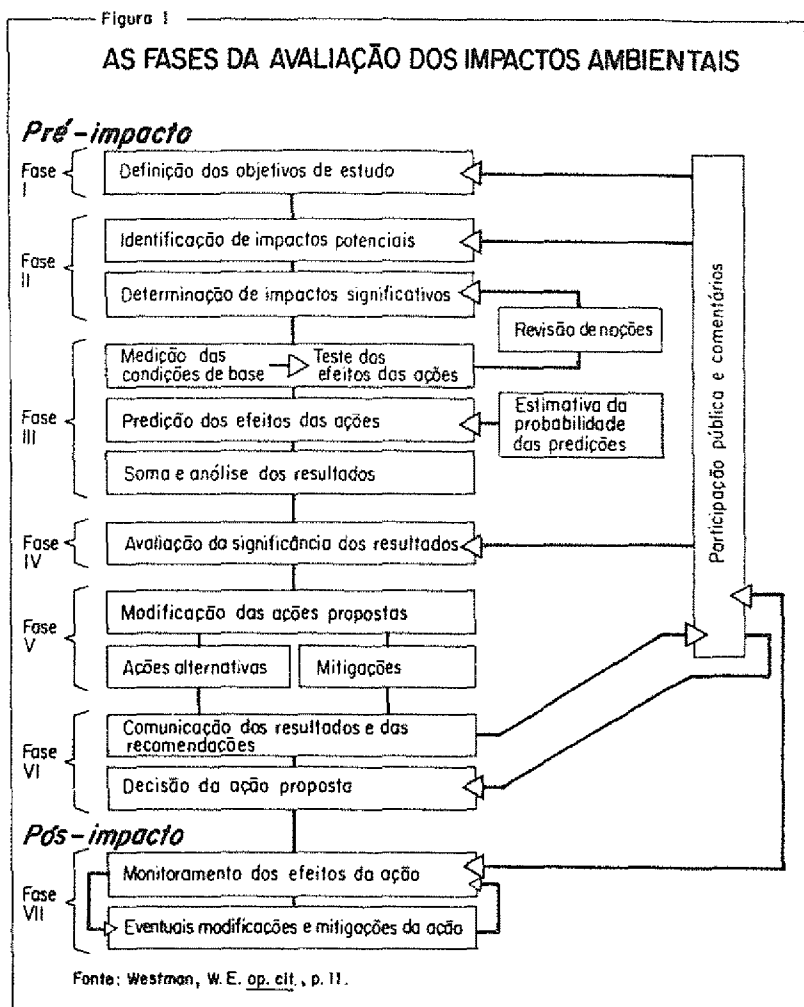 Figura 1
AS FASES DA AVALIAÇÃO DOS IMPACTOS AMBIENTAIS
Pré-impacto
Fase
I
Definição dos objetivos de estudo
Fase
II
Identificação de impactos potenciais
Determinação de impactos significativos
Revisão de noções
Fase
III
Medição das
condições de base
Teste dos
efeitos das ações
Predição dos efeitos das ações
Estimativa da
probabilidade
das predições
Soma e análise dos resultados
Fase
IV
Avaliação da significância dos resultados
Participação pública e comentários
Fase
V
Modificação das ações propostas
Ações alternativas
Mitigações
Fase
VI
Comunicação dos resultados e das
recomendações
Decisão da ação proposta
Pós-impacto
Fase
VII
Monitoramento dos efeitos da ação
Eventuais modificações e mitigações da ação
Fonte: Westman, W. E. op. cit., p. 11.